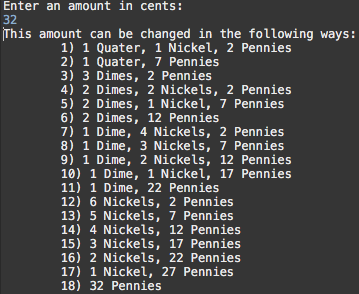 Enter an amount in cents:
32
This amount can be changed in the following ways:
1) 1 Quater, 1 Nickel, 2 Pennies
2) 1 Quater, 7 Pennies
3) 3 Dimes, 2 Pennies
4) 2 Dimes, 2 Nickels, 2 Pennies
5) 2 Dimes, 1 Nickel, 7 Pennies
6) 2 Dimes, 12 Pennies
7) 1 Dime, 4 Nickels, 2 Pennies
8) 1 Dime, 3 Nickels, 7 Pennies
9) 1 Dime, 2 Nickels, 12 Pennies
10) 1 Dime, 1 Nickel, 17 Pennies
11) 1 Dime, 22 Pennies
12) 6 Nickels, 2 Pennies
13) 5 Nickels, 7 Pennies
14) 4 Nickels, 12 Pennies
15) 3 Nickels, 17 Pennies
16) 2 Nickels, 22 Pennies
17) 1 Nickel, 27 Pennies
18) 32 Pennies